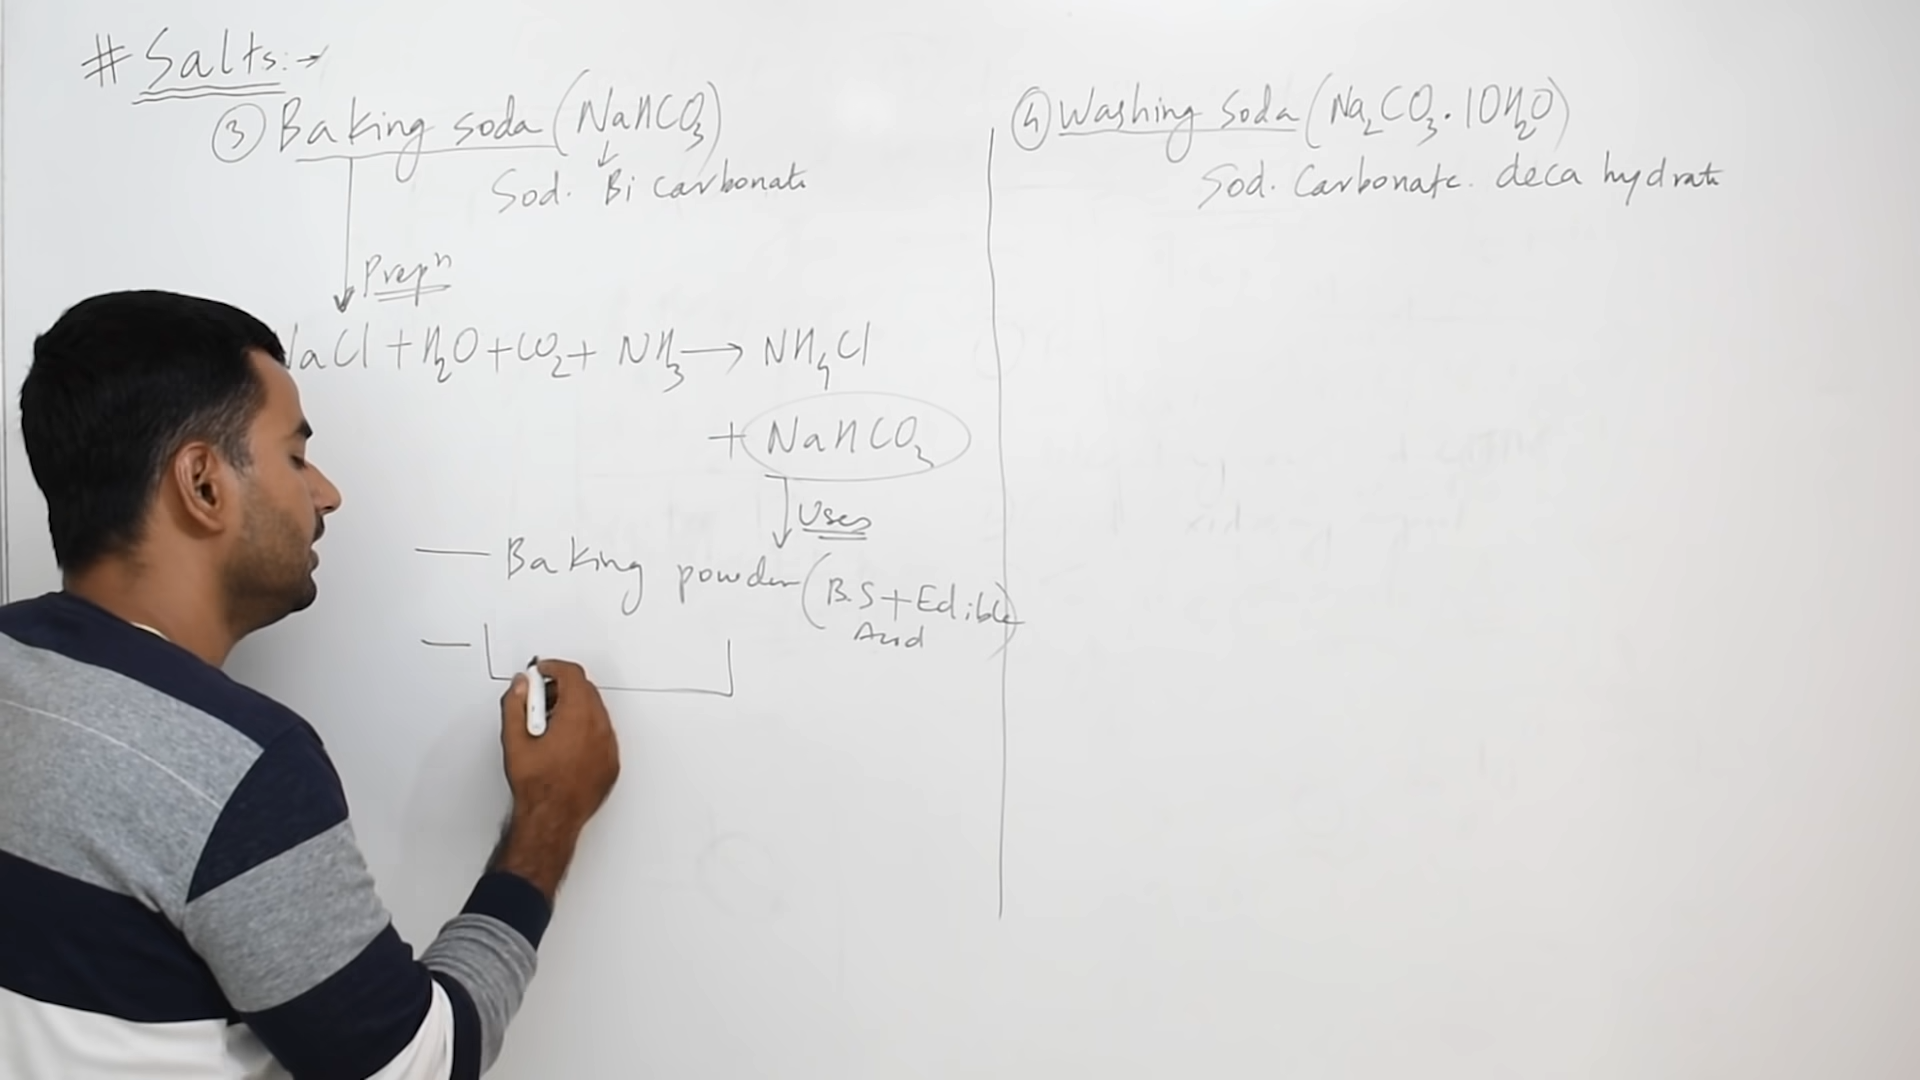 # Salts:→
③ Baking soda (NaHCO₃)
Sod. Bi carbonate
Prepⁿ
NaCl + H₂O + CO₂ + NH₃ → NH₄Cl
+ NaHCO₃
Uses
— Baking powder (B.S + Edible
Acid)
—
④ Washing Soda (Na₂CO₃·10H₂O)
Sod. Carbonate. deca hydrate